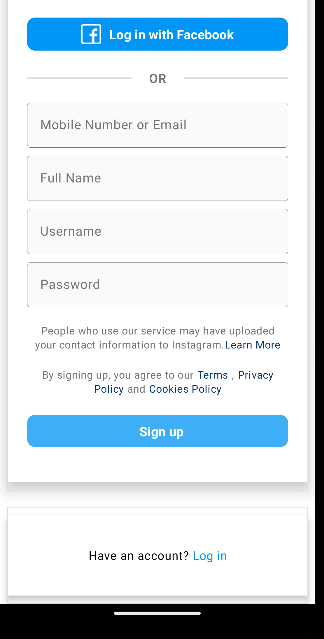 Log in with Facebook
OR
Mobile Number or Email
Full Name
Username
Password
People who use our service may have uploaded
your contact information to Instagram.Learn More
By signing up, you agree to our Terms , Privacy
Policy and Cookies Policy
Sign up
Have an account? Log in